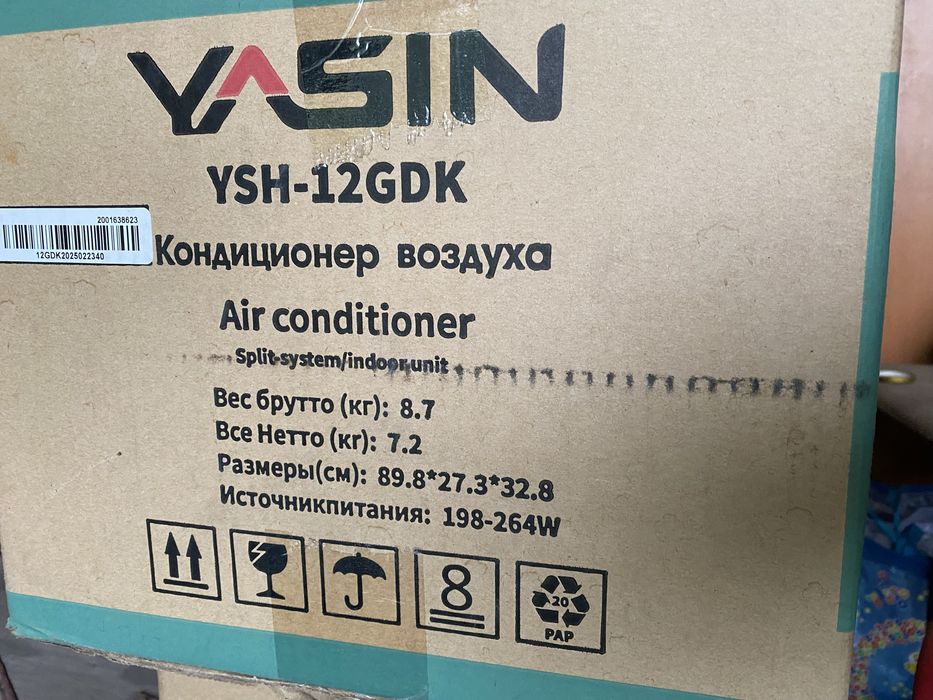 YASIN
YSH-12GDK
2001638623
12GDK2025022340
Кондиционер воздуха
Air conditioner
Split-system/indoor unit
Вес брутто (кг): 8.7
Все Нетто (кг): 7.2
Размеры(см): 89.8*27.3*32.8
Источникпитания: 198-264W
8
20
PAP